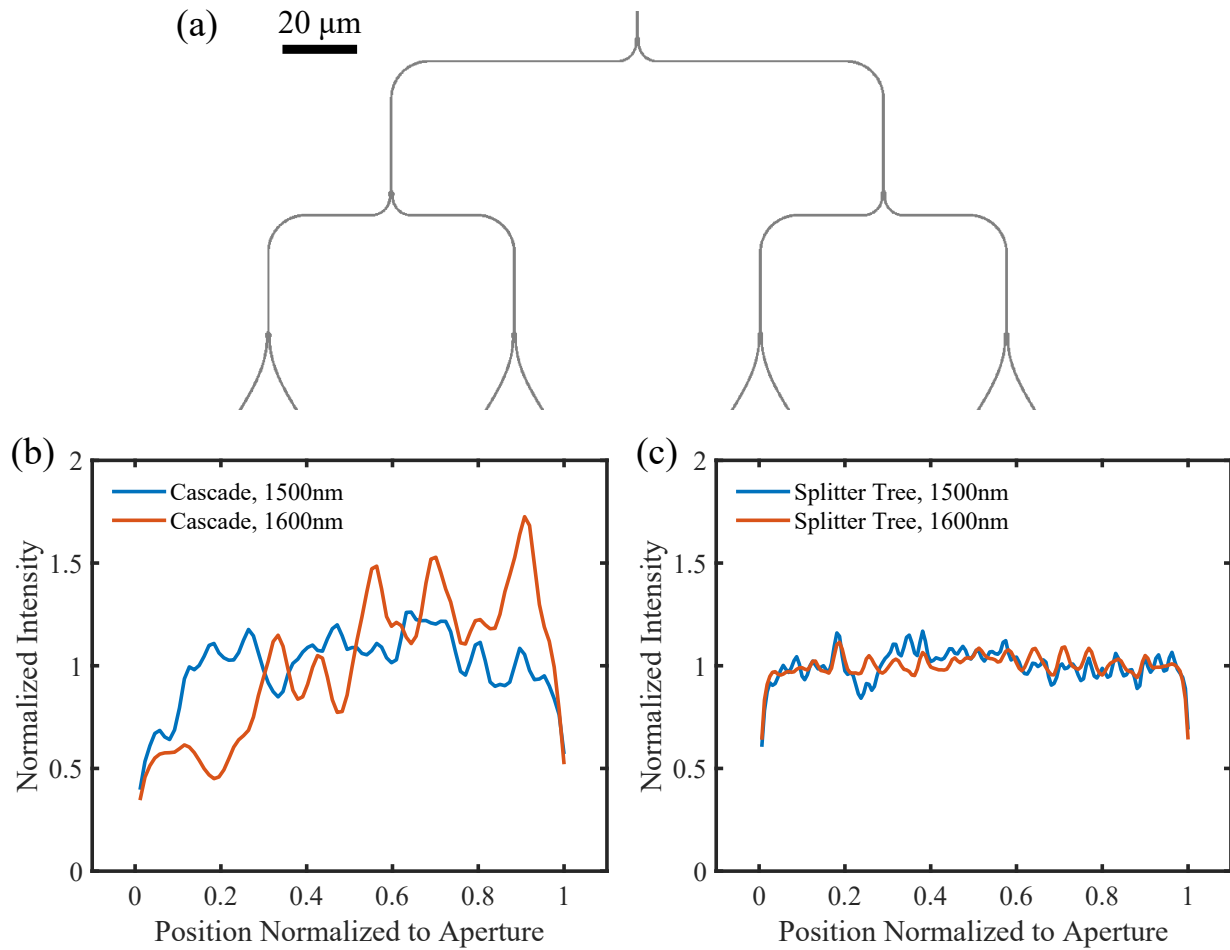 (a)
20 μm
(b)
2
1.5
1
0.5
0
Normalized Intensity
Cascade, 1500nm
Cascade, 1600nm
0
0.2
0.4
0.6
0.8
1
Position Normalized to Aperture
(c)
2
1.5
1
0.5
0
Normalized Intensity
Splitter Tree, 1500nm
Splitter Tree, 1600nm
0
0.2
0.4
0.6
0.8
1
Position Normalized to Aperture